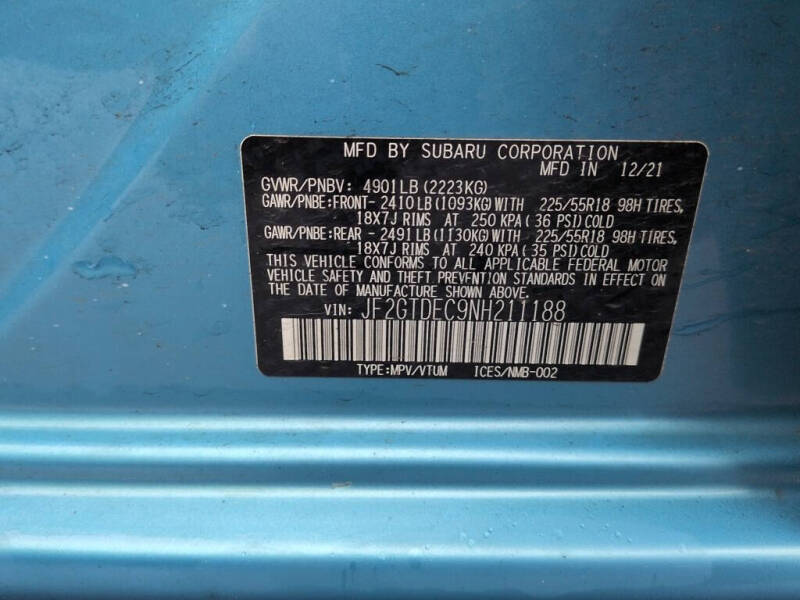 MFD BY SUBARU CORPORATION
MFD IN 12/21
GVWR/PNBV: 4901LB (2223KG)
GAWR/PNBE:FRONT- 2410LB (1093KG) WITH 225/55R18 98H TIRES,
18X7J RIMS AT 250 KPA ( 36 PSI) COLD
GAWR/PNBE:REAR - 2491LB (1130KG) WITH 225/55R18 98H TIRES,
18X7J RIMS AT 240 KPA ( 35 PSI) COLD
THIS VEHICLE CONFORMS TO ALL APPLICABLE FEDERAL MOTOR
VEHICLE SAFETY AND THEFT PREVENTION STANDARDS IN EFFECT ON
THE DATE OF MANUFACTURE SHOWN ABOVE.
VIN: JF2GTDEC9NH211188
TYPE:MPV/VTUM ICES/NMB-002